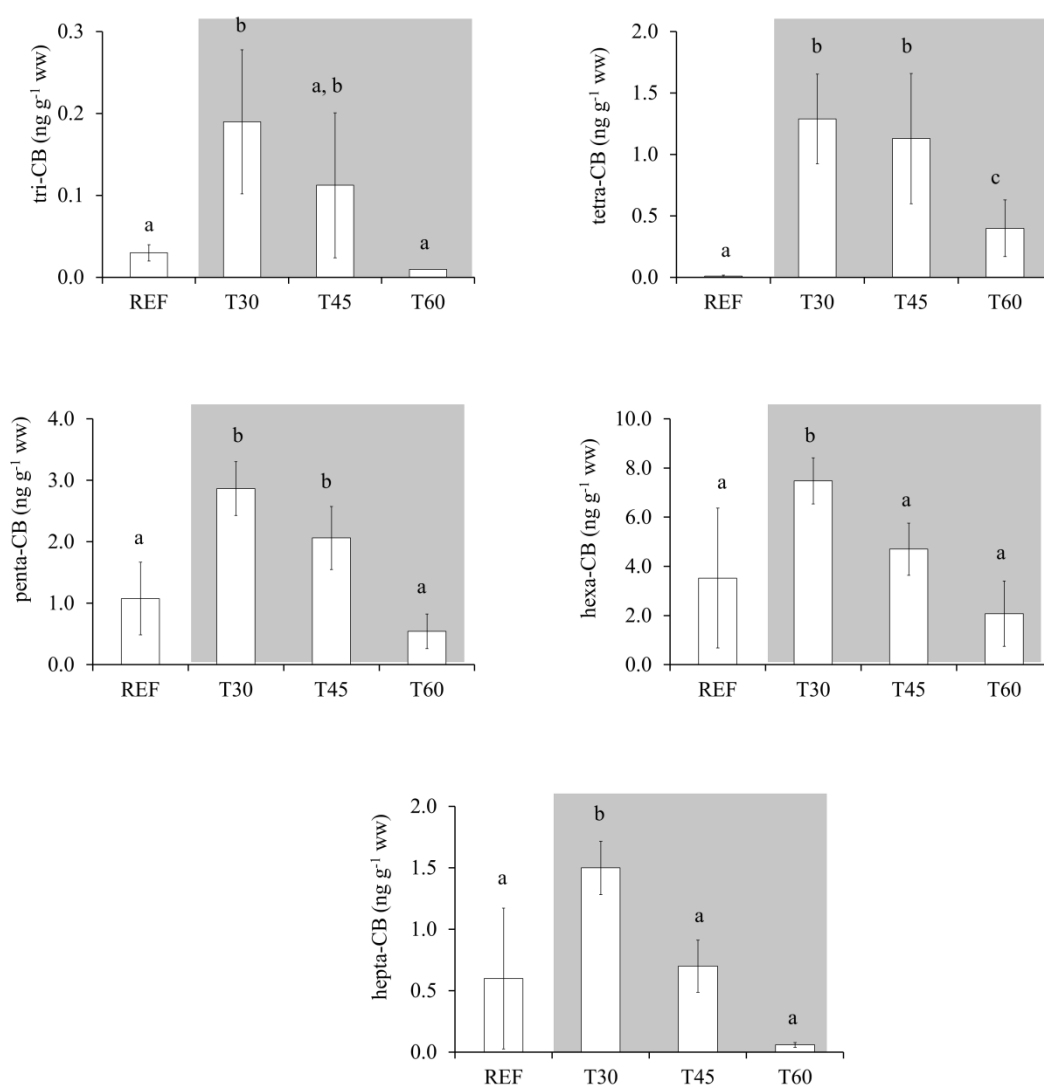 tri-CB (ng g⁻¹ ww)
0.3
0.2
0.1
0.0
a
b
a, b
a
REF T30 T45 T60
tetra-CB (ng g⁻¹ ww)
2.0
1.5
1.0
0.5
0.0
a
b
b
c
REF T30 T45 T60
penta-CB (ng g⁻¹ ww)
4.0
3.0
2.0
1.0
0.0
a
b
b
a
REF T30 T45 T60
hexa-CB (ng g⁻¹ ww)
10.0
8.0
6.0
4.0
2.0
0.0
a
b
a
a
REF T30 T45 T60
hepta-CB (ng g⁻¹ ww)
2.0
1.5
1.0
0.5
0.0
a
b
a
a
REF T30 T45 T60